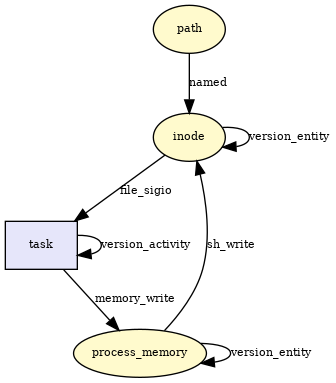 path
named
inode
version_entity
file_sigio
task
version_activity
sh_write
memory_write
process_memory
version_entity